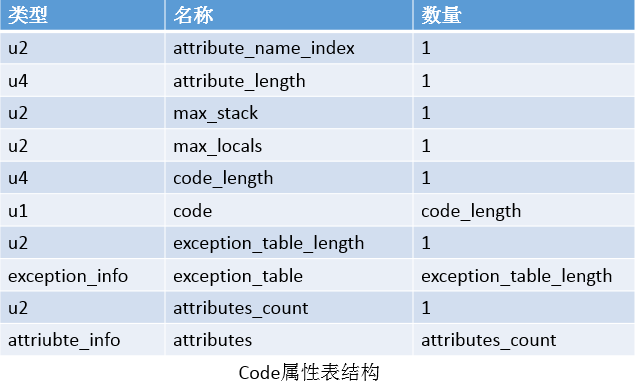 类型 名称 数量
u2 attribute_name_index 1
u4 attribute_length 1
u2 max_stack 1
u2 max_locals 1
u4 code_length 1
u1 code code_length
u2 exception_table_length 1
exception_info exception_table exception_table_length
u2 attributes_count 1
attriubte_info attributes attributes_count
Code属性表结构